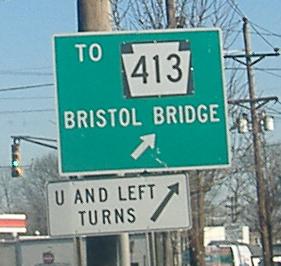 TO 413
BRISTOL BRIDGE
U AND LEFT
TURNS